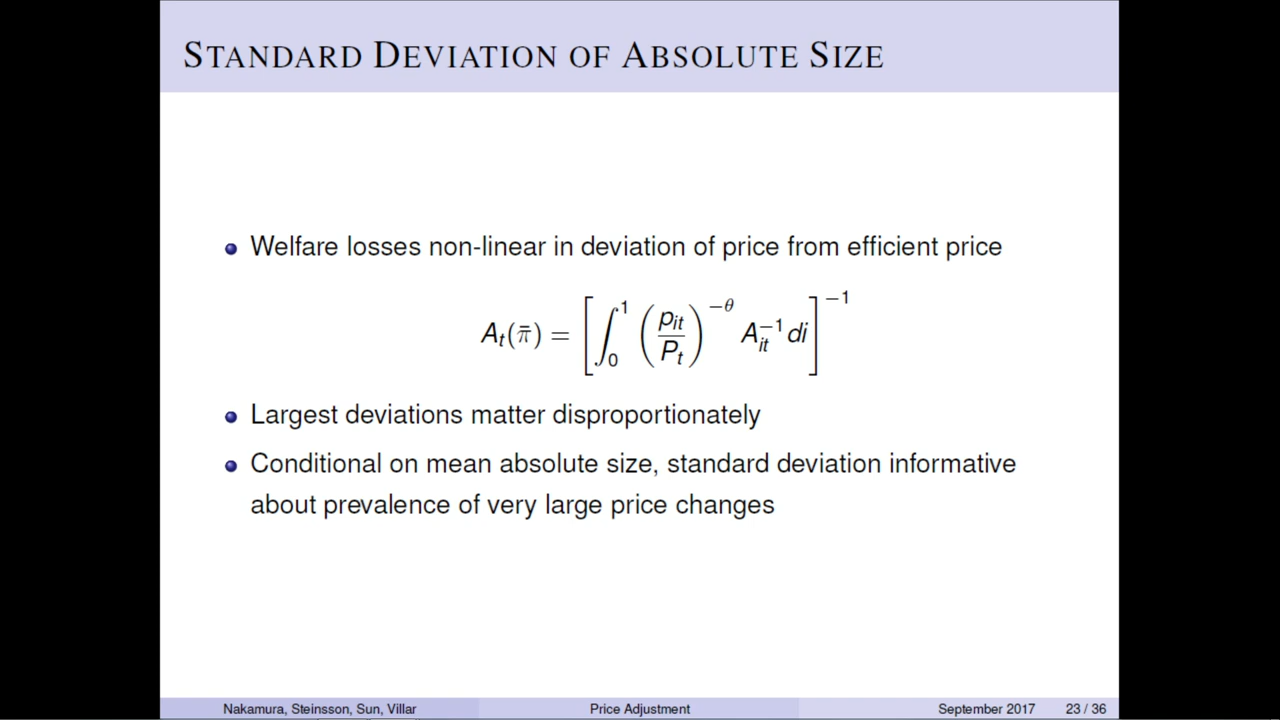 STANDARD DEVIATION OF ABSOLUTE SIZE
Welfare losses non-linear in deviation of price from efficient price
A_t(π̄) = [∫_0^1 (p_it / P_t)^{−θ} A_it^{−1} di]^{−1}
Largest deviations matter disproportionately
Conditional on mean absolute size, standard deviation informative
about prevalence of very large price changes
Nakamura, Steinsson, Sun, Villar Price Adjustment September 2017 23 / 36